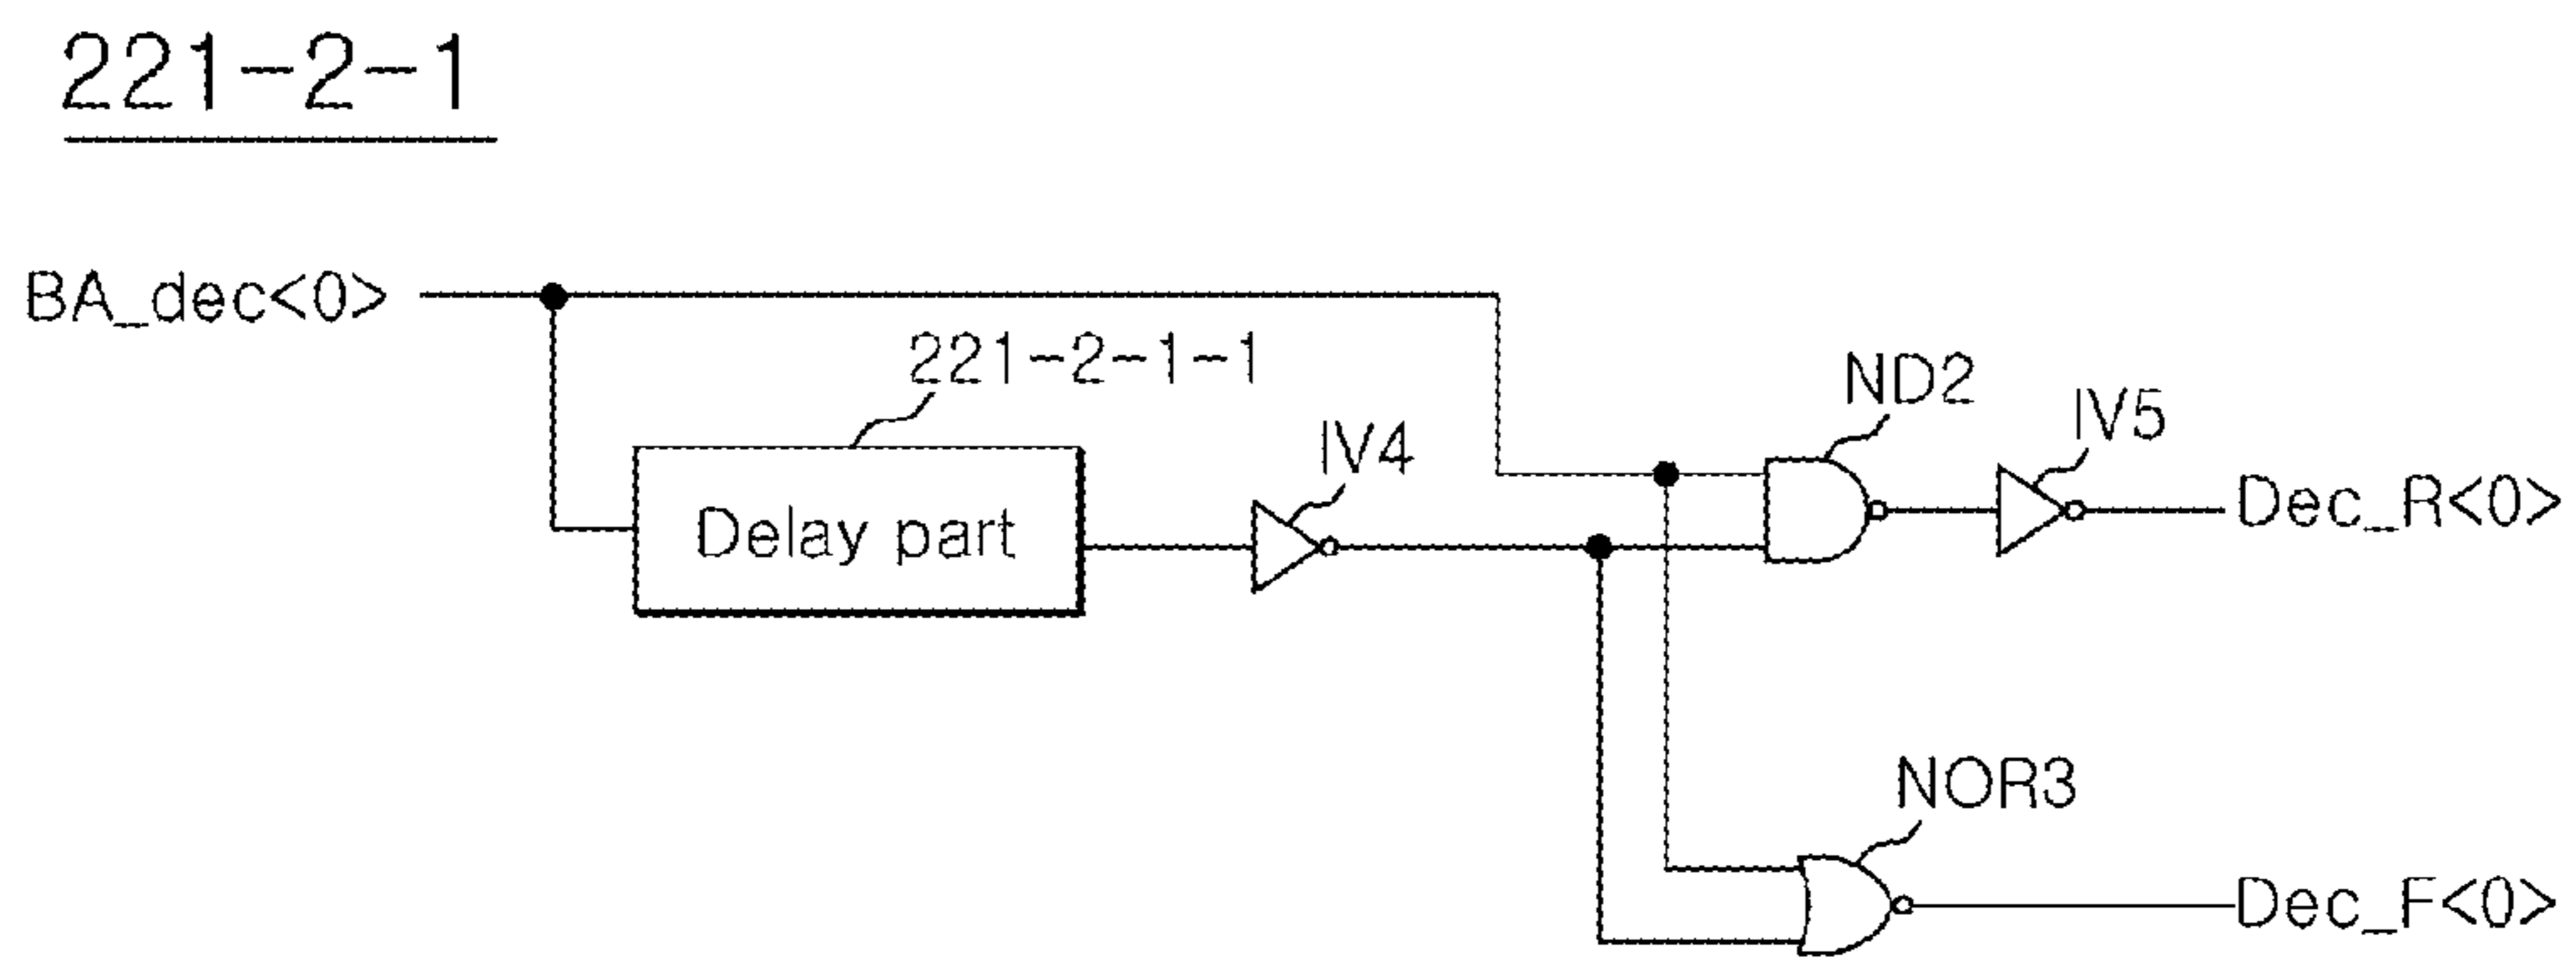 221-2-1
BA_dec<0>
221-2-1-1
Delay part
IV4
ND2
IV5
Dec_R<0>
NOR3
Dec_F<0>